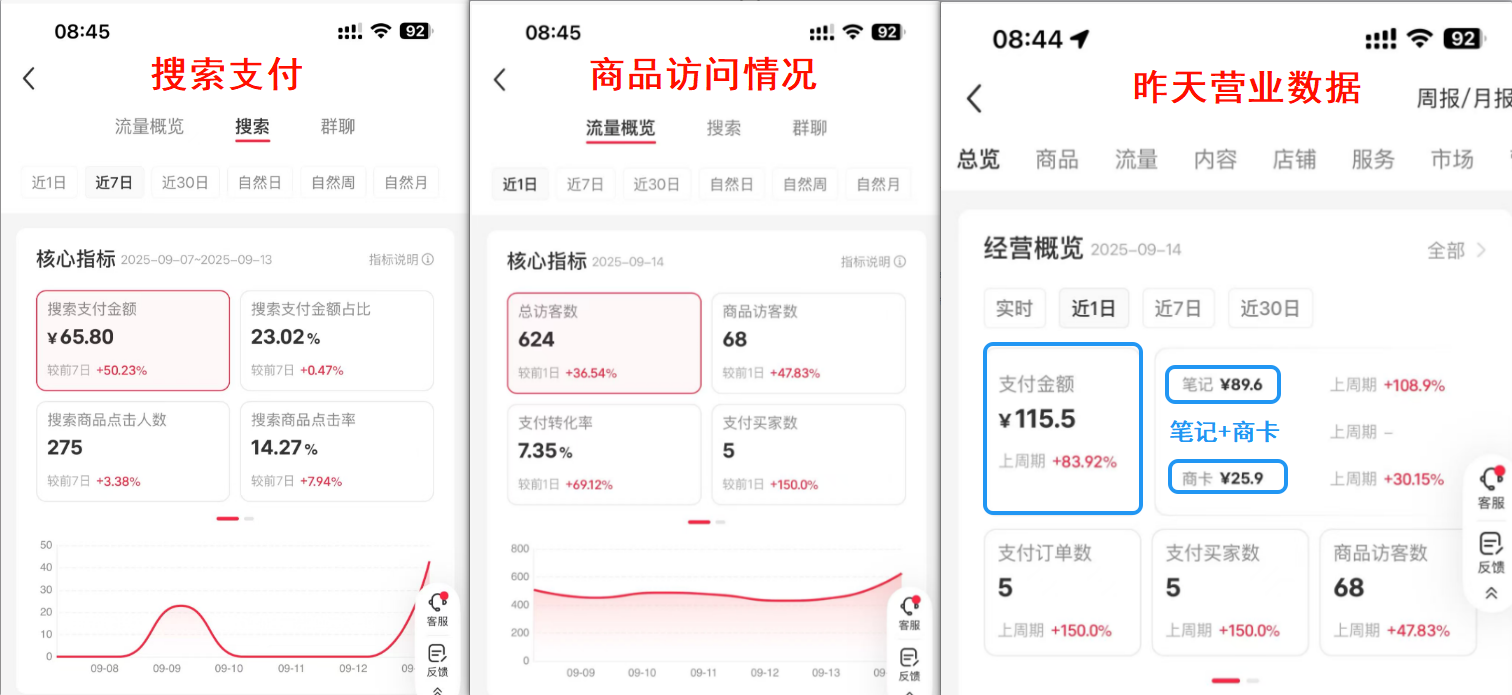 08:45
92
搜索支付
流量概览 搜索 群聊
近1日 近7日 近30日 自然日 自然周 自然月
核心指标 2025-09-07~2025-09-13 指标说明
搜索支付金额
¥65.80
较前7日 +50.23%
搜索支付金额占比
23.02%
较前7日 +0.47%
搜索商品点击人数
275
较前7日 +3.38%
搜索商品点击率
14.27%
较前7日 +7.94%
50
40
30
20
10
0
09-08 09-09 09-10 09-11 09-12 09-
客服
反馈
08:45
92
商品访问情况
流量概览 搜索 群聊
近1日 近7日 近30日 自然日 自然周 自然月
核心指标 2025-09-14 指标说明
总访客数
624
较前1日 +36.54%
商品访客数
68
较前1日 +47.83%
支付转化率
7.35%
较前1日 +69.12%
支付买家数
5
较前1日 +150.0%
800
600
400
200
0
09-09 09-10 09-11 09-12 09-13 09-
客服
反馈
08:44
92
昨天营业数据
周报/月报
总览 商品 流量 内容 店铺 服务 市场
经营概览 2025-09-14 全部
实时 近1日 近7日 近30日
支付金额
¥115.5
上周期 +83.92%
笔记 ¥89.6 上周期 +108.9%
笔记+商卡 上周期 –
商卡 ¥25.9 上周期 +30.15%
支付订单数
5
上周期 +150.0%
支付买家数
5
上周期 +150.0%
商品访客数
68
上周期 +47.83%
客服
反馈